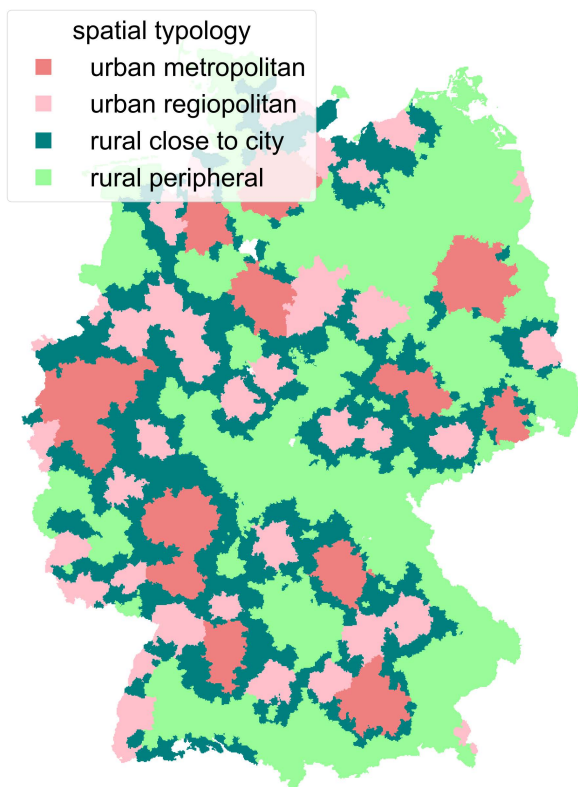 spatial typology
urban metropolitan
urban regiopolitan
rural close to city
rural peripheral